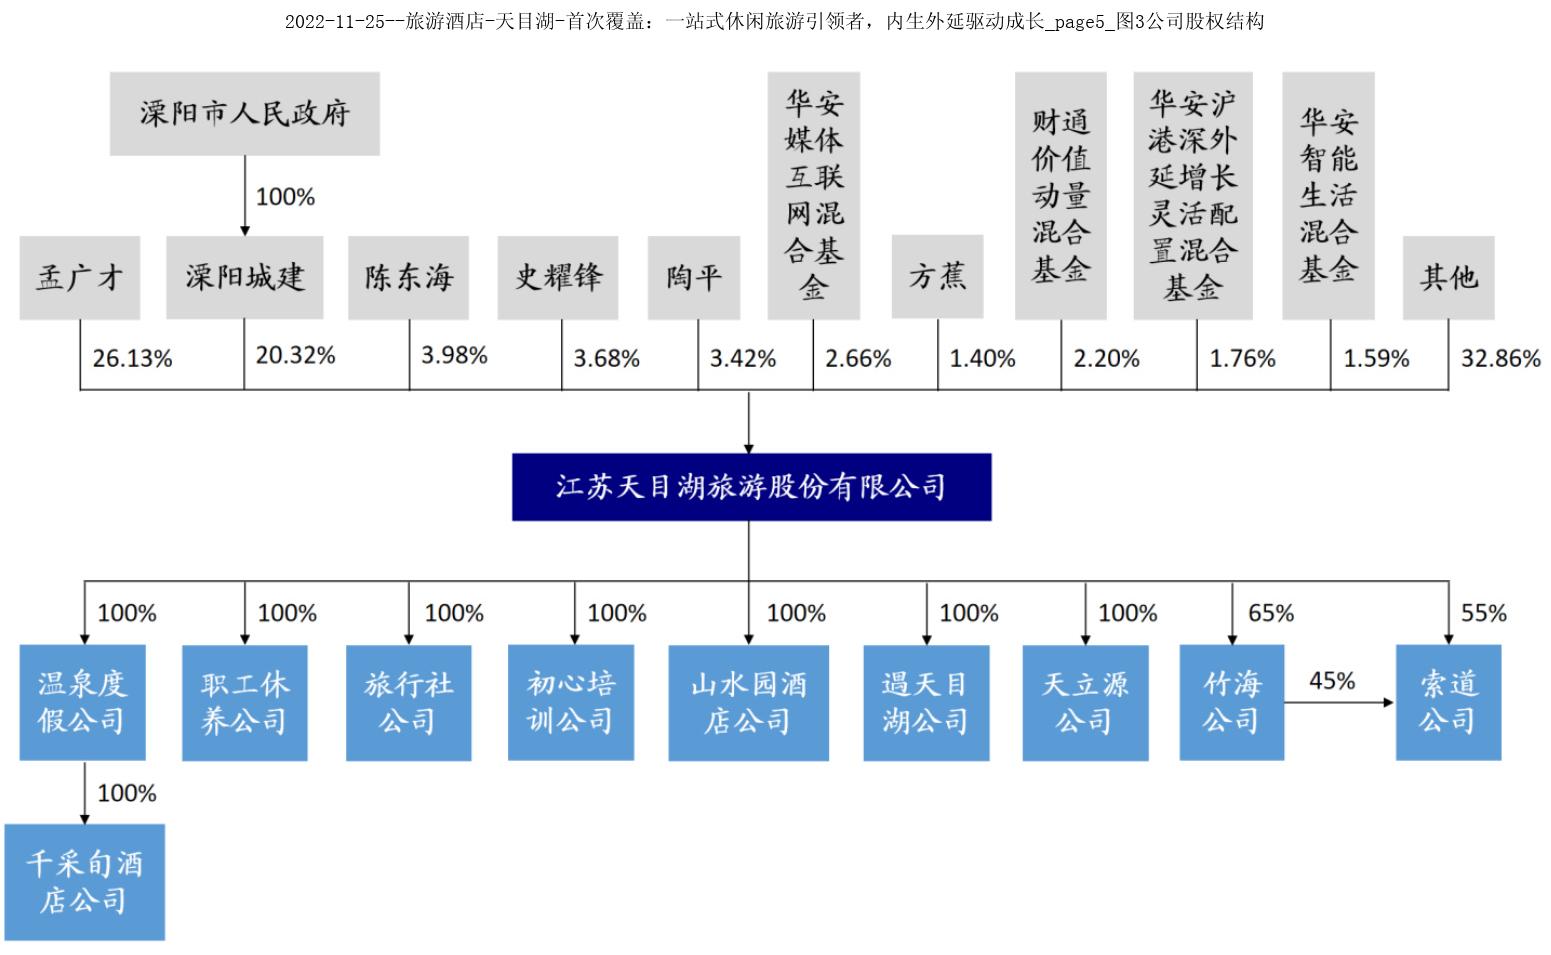 2022-11-25--旅游酒店-天目湖-首次覆盖：一站式休闲旅游引领者，内生外延驱动成长_page5_图3公司股权结构
溧阳市人民政府
100%
孟广才
溧阳城建
陈东海
史耀锋
陶平
华安
媒体
互联
网混
合基
金
方蕉
财通
价值
动量
混合
基金
华安沪
港深外
延增长
灵活配
置混合
基金
华安
智能
生活
混合
基金
其他
26.13%
20.32%
3.98%
3.68%
3.42%
2.66%
1.40%
2.20%
1.76%
1.59%
32.86%
江苏天目湖旅游股份有限公司
100%
100%
100%
100%
100%
100%
100%
65%
55%
温泉度
假公司
职工休
养公司
旅行社
公司
初心培
训公司
山水园酒
店公司
遇天目
湖公司
天立源
公司
竹海
公司
45%
索道
公司
100%
千采旬酒
店公司